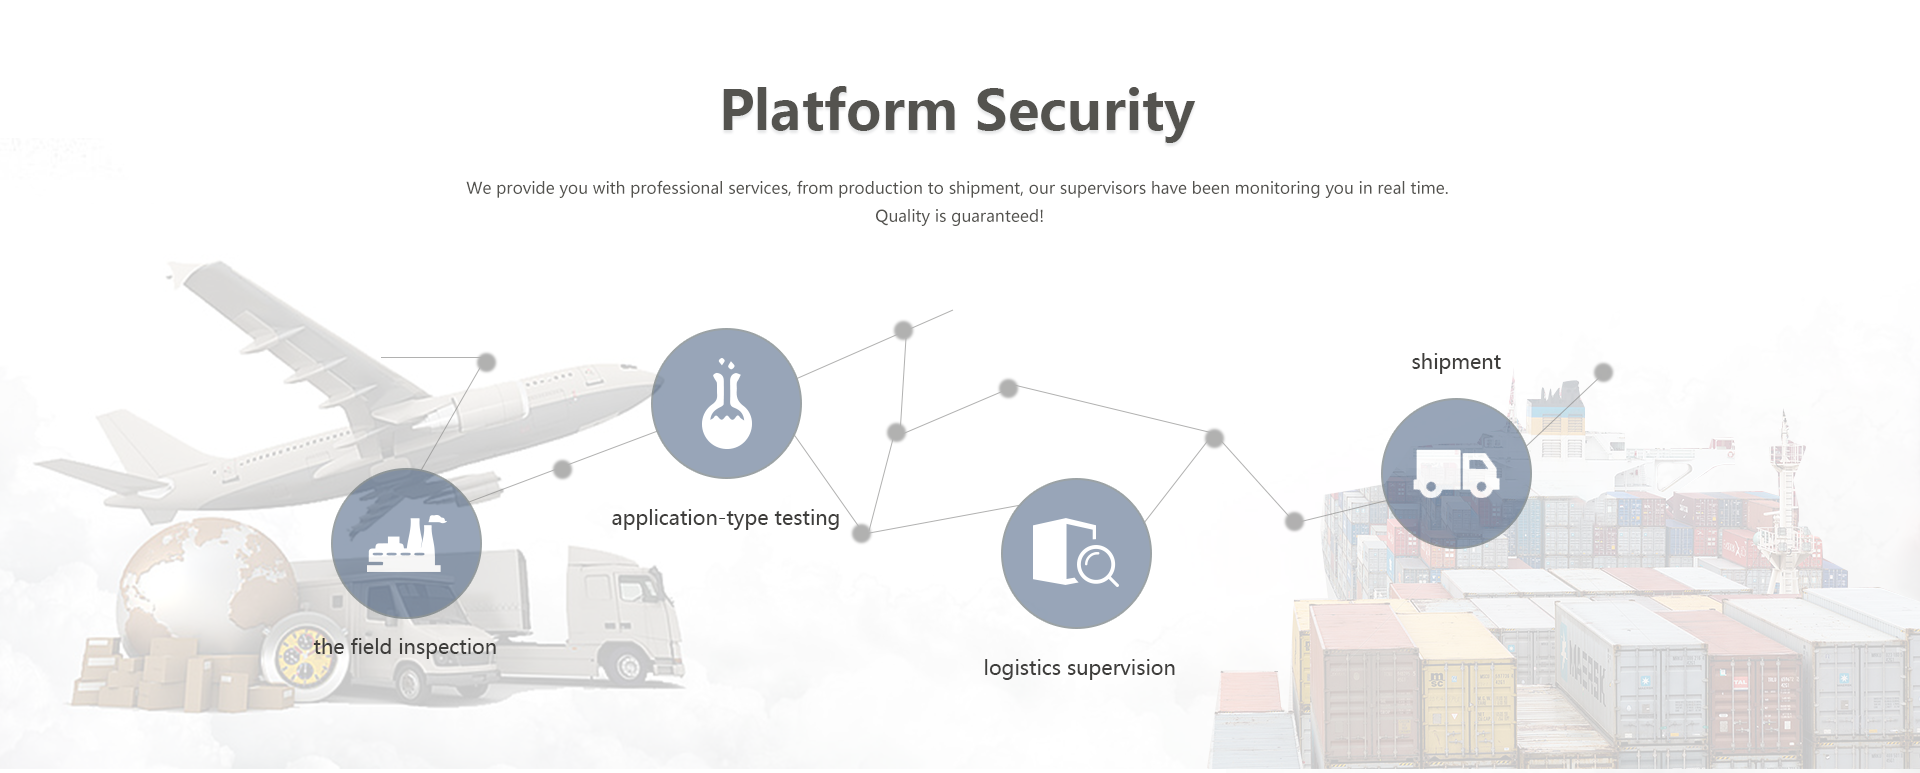 Platform Security
We provide you with professional services, from production to shipment, our supervisors have been monitoring you in real time.
Quality is guaranteed!
shipment
application-type testing
the field inspection
logistics supervision